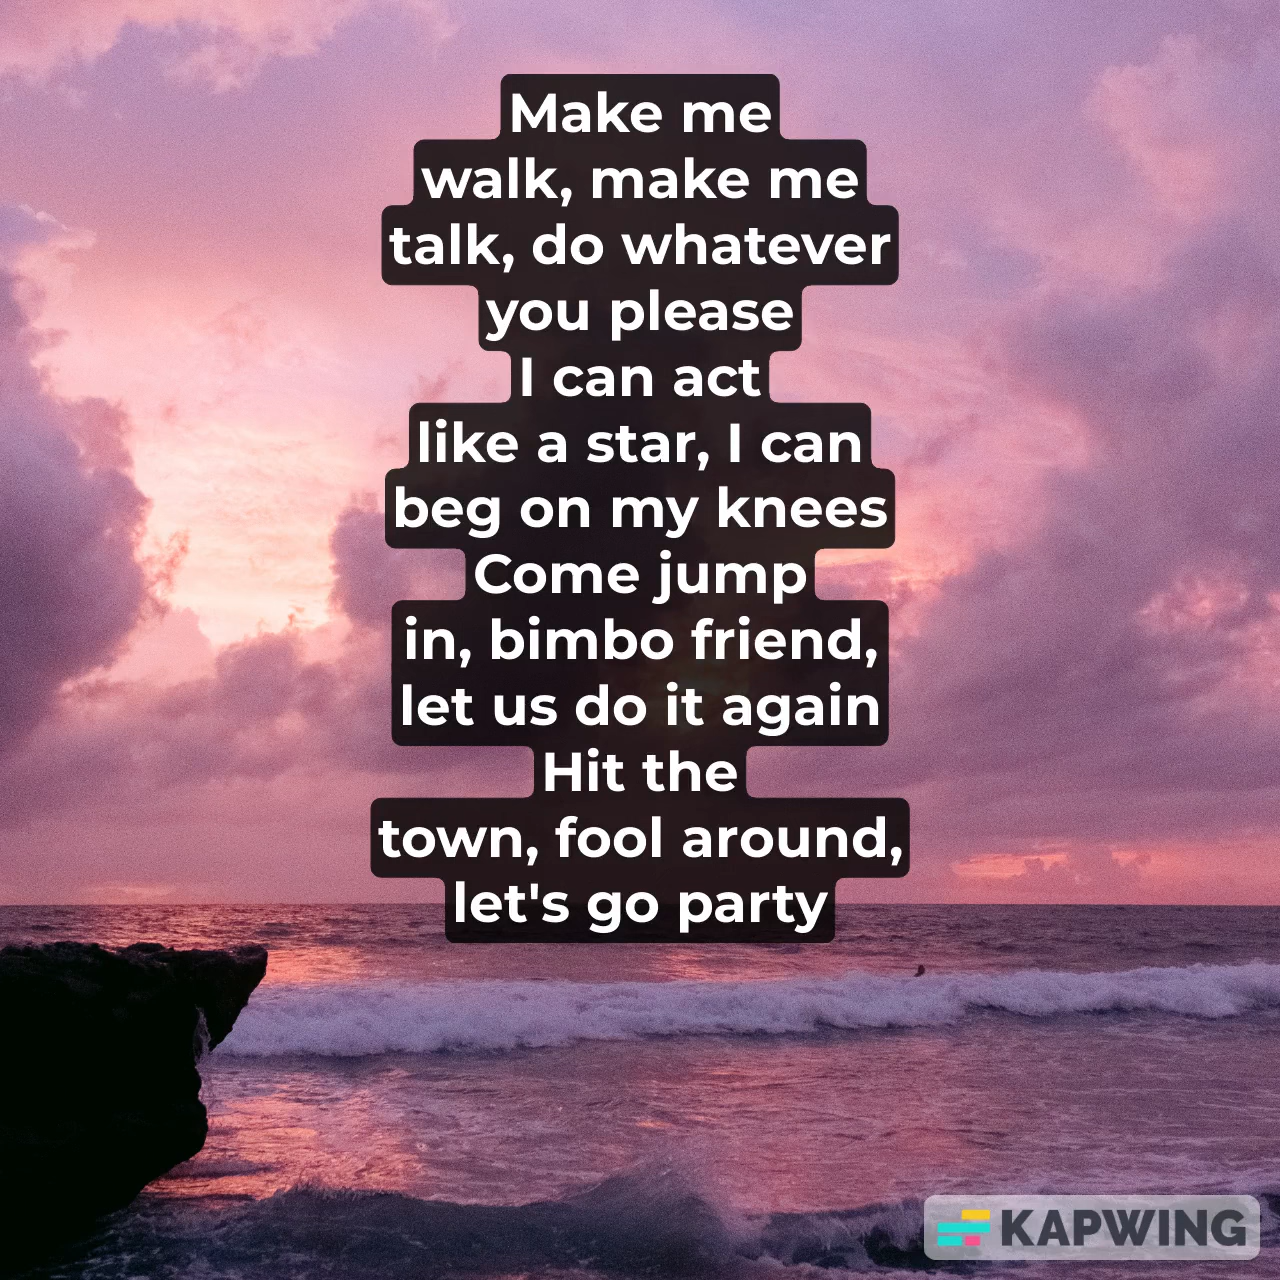 Make me
walk, make me
talk, do whatever
you please
I can act
like a star, I can
beg on my knees
Come jump
in, bimbo friend,
let us do it again
Hit the
town, fool around,
let's go party
KAPWING